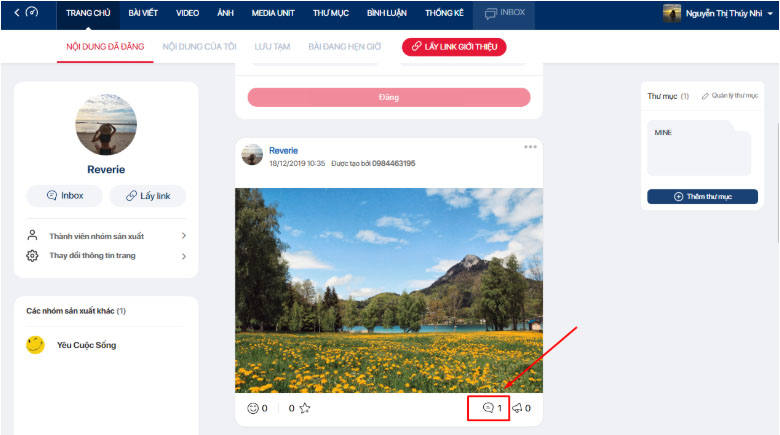 TRANG CHỦ BÀI VIẾT VIDEO ẢNH MEDIA UNIT THƯ MỤC BÌNH LUẬN THỐNG KÊ INBOX Nguyễn Thị Thúy Nhi
NỘI DUNG ĐÃ ĐĂNG NỘI DUNG CỦA TÔI LƯU TẠM BÀI ĐANG HẸN GIỜ LẤY LINK GIỚI THIỆU
Reverie
Inbox Lấy link
Thành viên nhóm sản xuất
Thay đổi thông tin trang
Các nhóm sản xuất khác (1)
Yêu Cuộc Sống
Đăng
Reverie
18/12/2019 10:35 Được tạo bởi 0984463195
0 0 1 0
Thư mục (1) Quản lý thư mục
MINE
Thêm thư mục